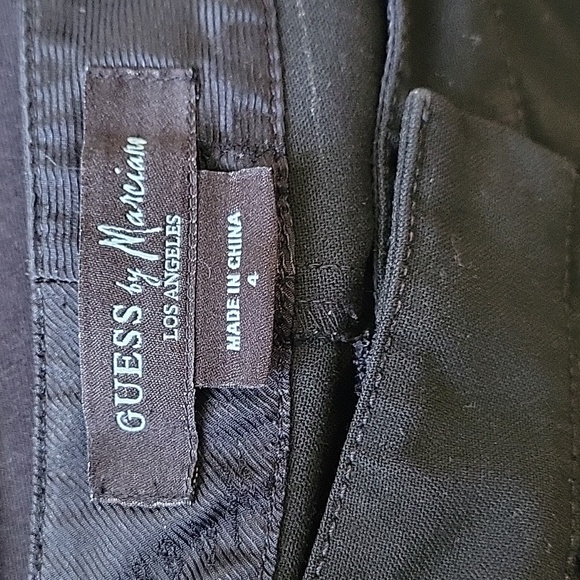 GUESS by Marciano
LOS ANGELES
MADE IN CHINA
4